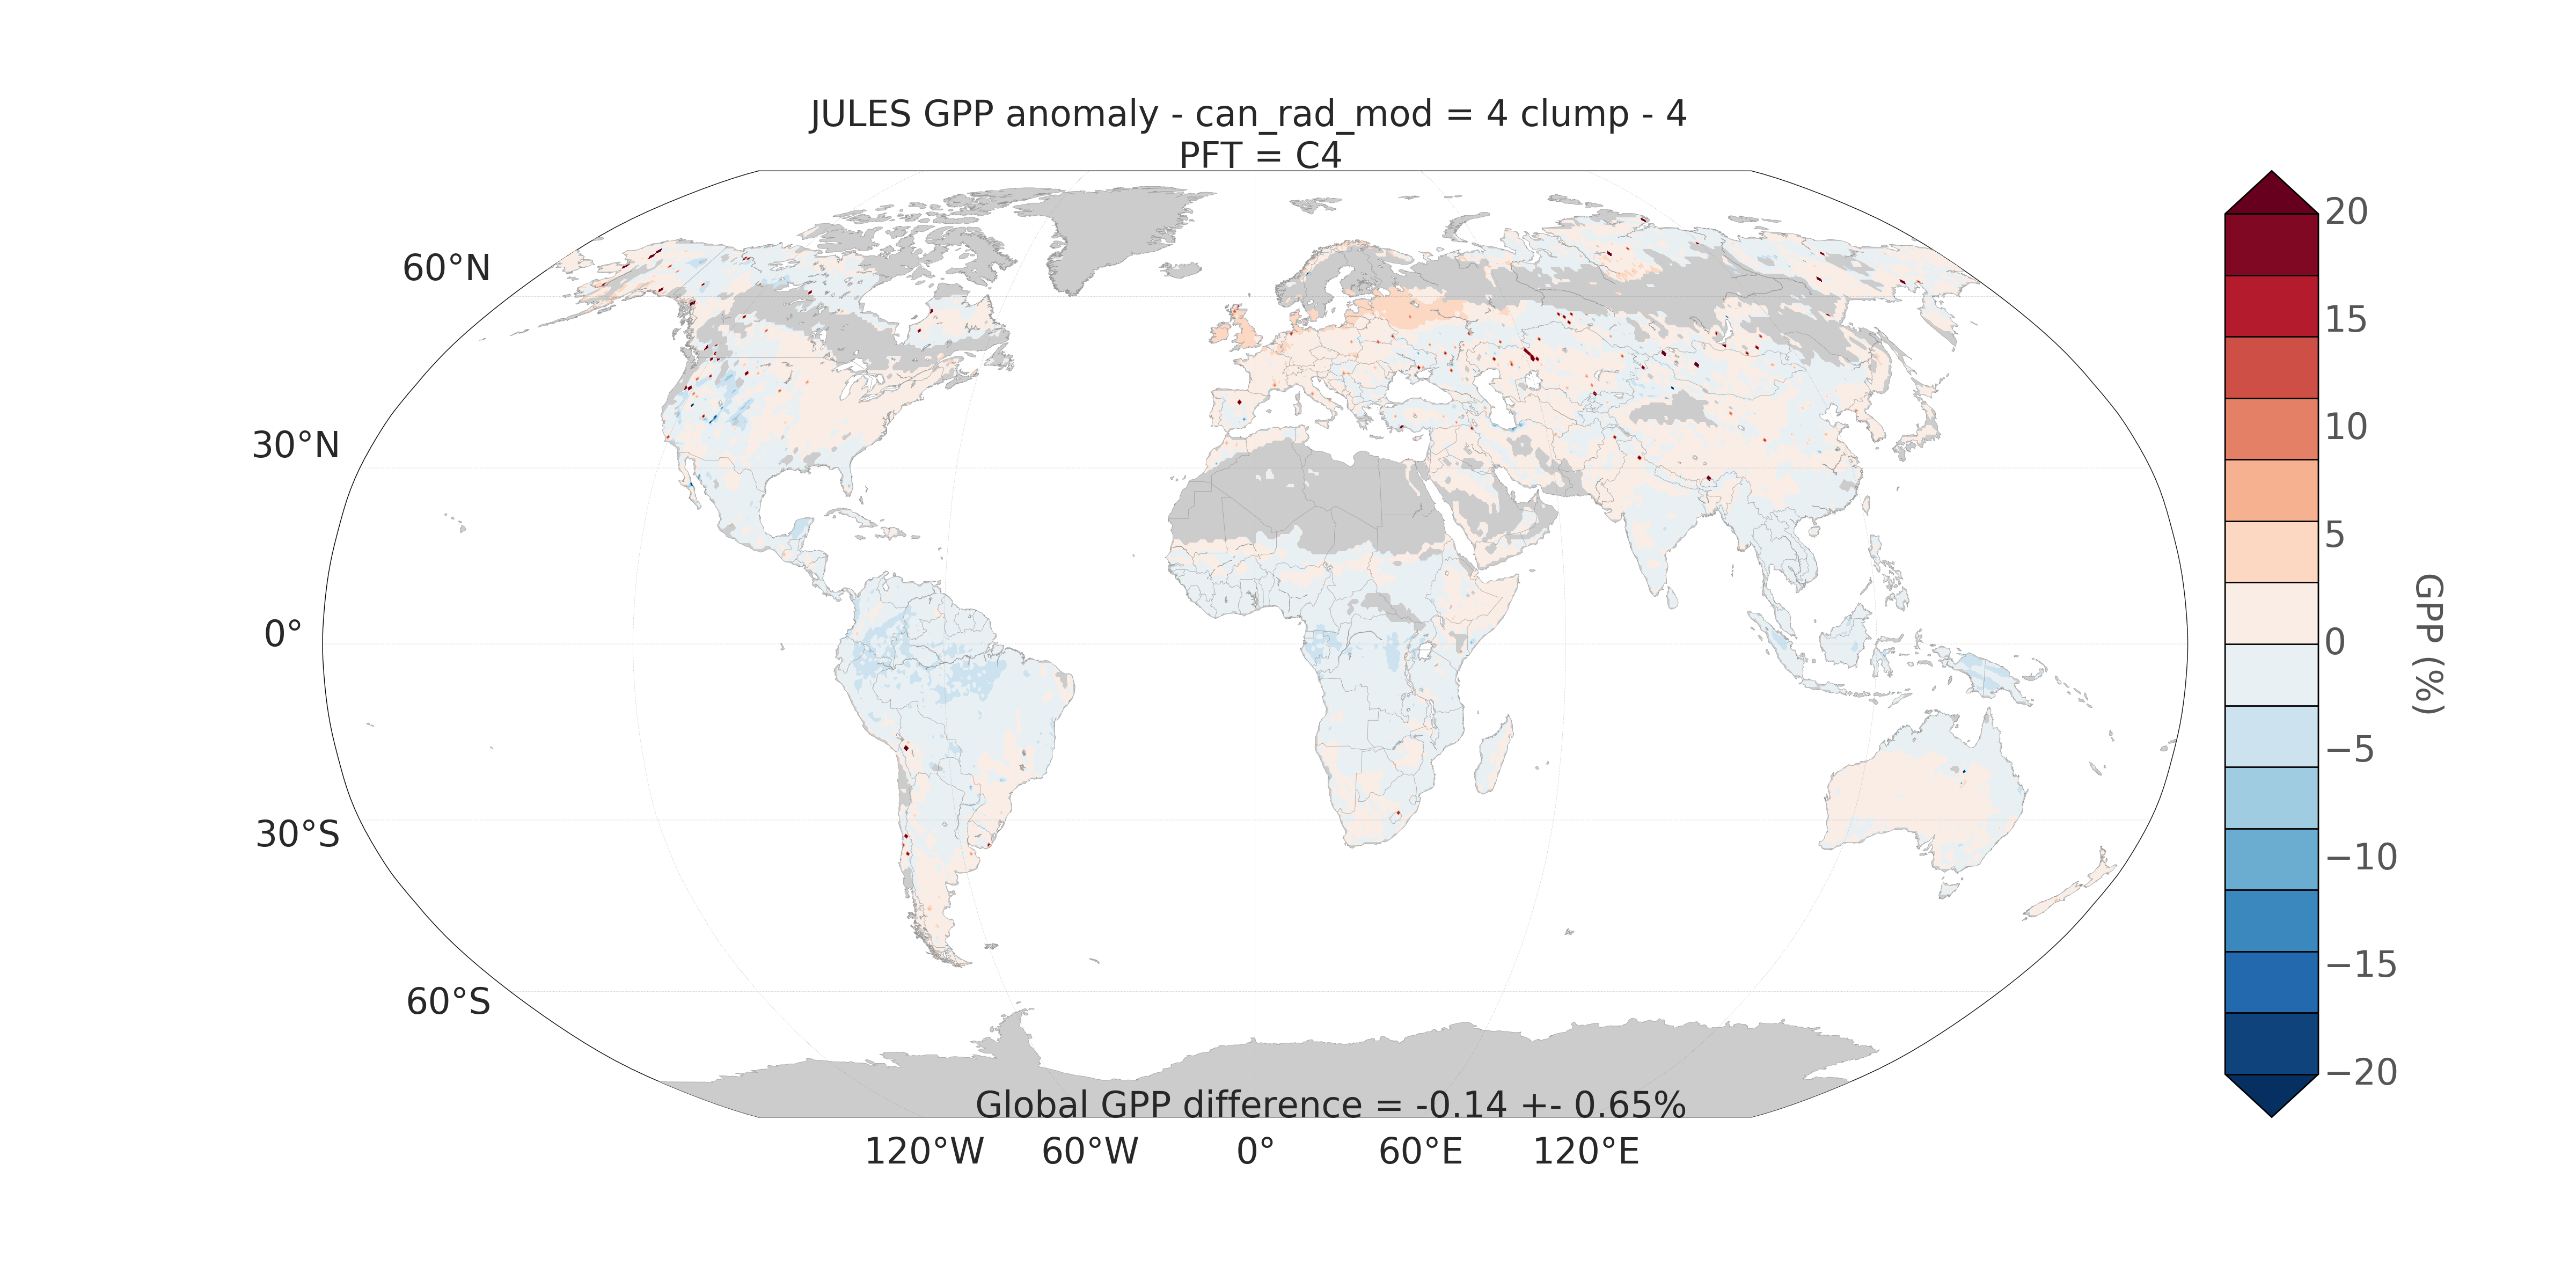 JULES GPP anomaly - can_rad_mod = 4 clump - 4
PFT = C4
60°N
30°N
0°
30°S
60°S
120°W 60°W 0° 60°E 120°E
Global GPP difference = -0.14 +- 0.65%
20
15
10
5
0
−5
−10
−15
−20
GPP (%)